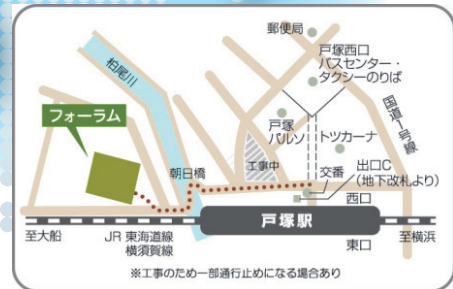 郵便局
戸塚西口
バスセンター・
タクシーのりば
国道1号線
柏尾川
フォーラム
戸塚
パルソ
トツカーナ
工事中
朝日橋
出口C
(地下改札より)
交番
西口
戸塚駅
至大船
JR 東海道線
横須賀線
東口
至横浜
※工事のため一部通行止めになる場合あり